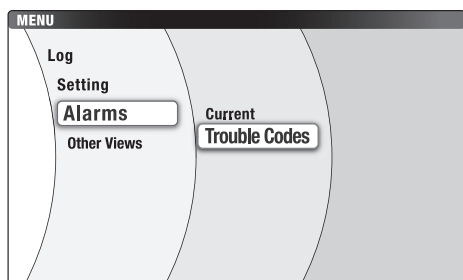 MENU
Log
Setting
Alarms
Other Views
Current
Trouble Codes